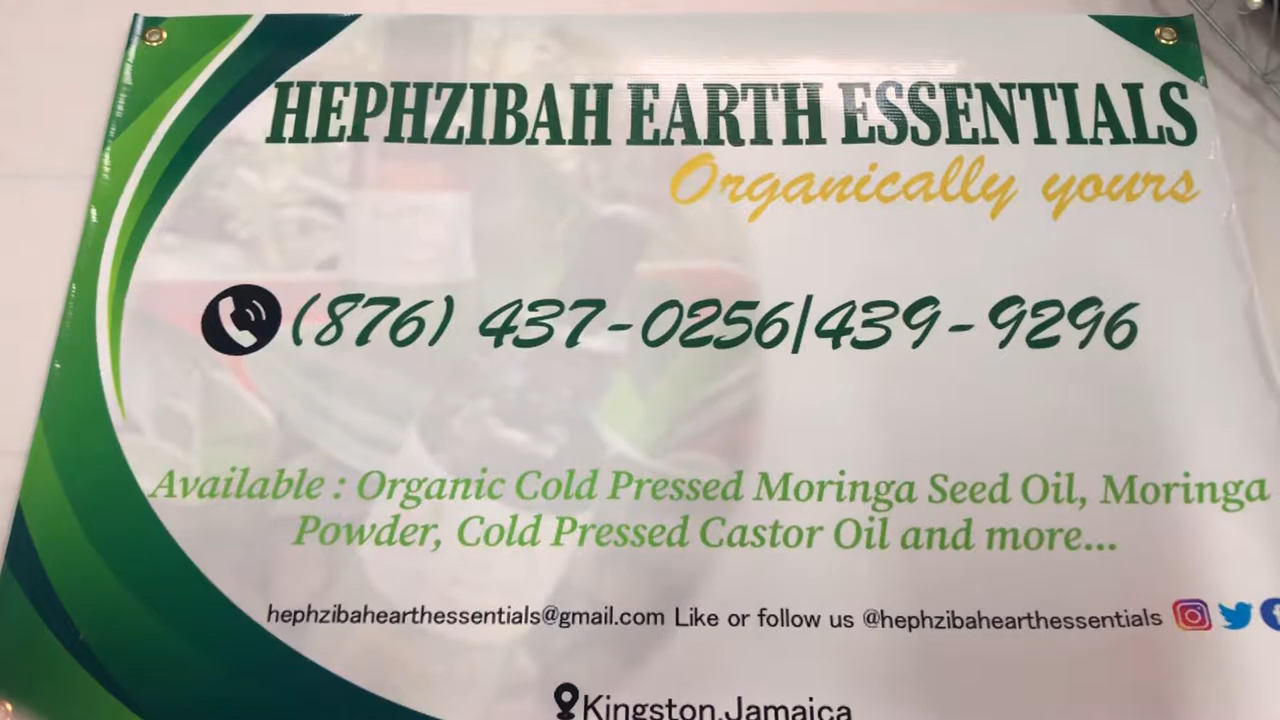 HEPHZIBAH EARTH ESSENTIALS
Organically yours
(876) 437-0256|439-9296
Available : Organic Cold Pressed Moringa Seed Oil, Moringa
Powder, Cold Pressed Castor Oil and more...
hephzibahearthessentials@gmail.com Like or follow us @hephzibahearthessentials
Kingston,Jamaica